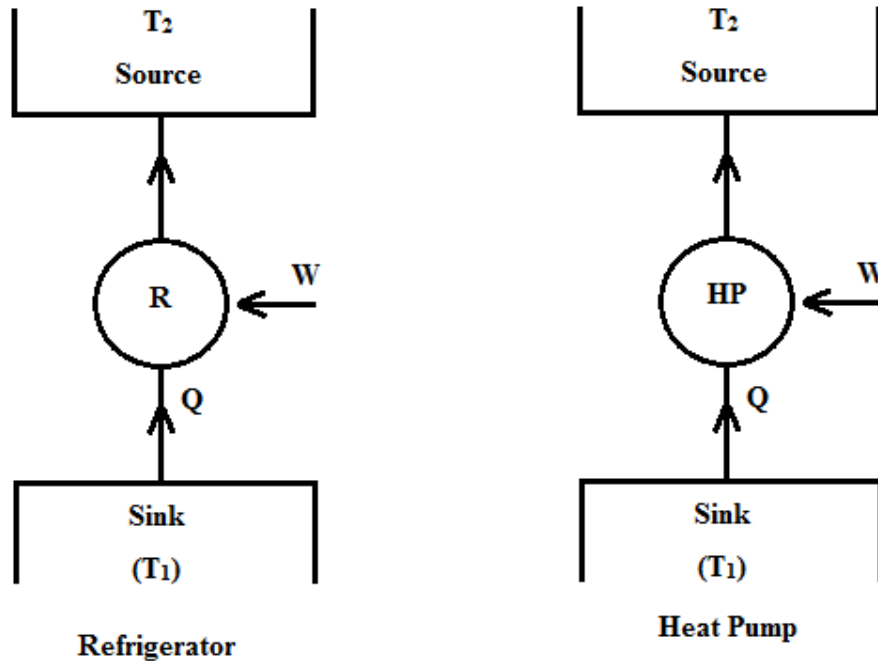 T₂
Source
R
W
Q
Sink
(T₁)
Refrigerator
T₂
Source
HP
W
Q
Sink
(T₁)
Heat Pump